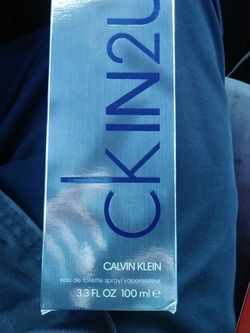 CKIN2U
CALVIN KLEIN
eau de toilette spray/vaporisateur
3.3 FL OZ 100 ml e